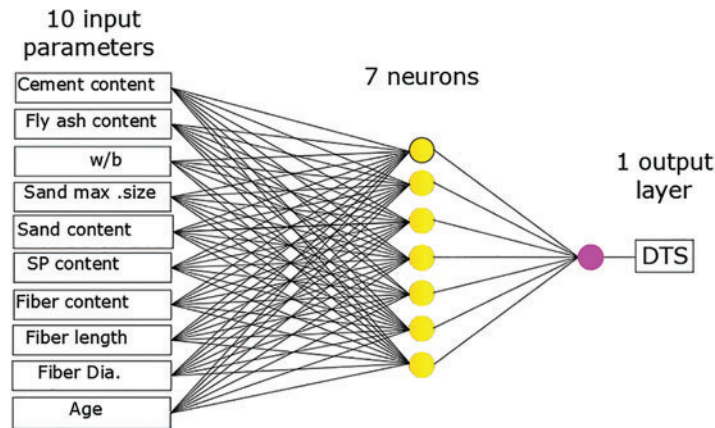 10 input
parameters
Cement content
Fly ash content
w/b
Sand max .size
Sand content
SP content
Fiber content
Fiber length
Fiber Dia.
Age
7 neurons
1 output
layer
DTS